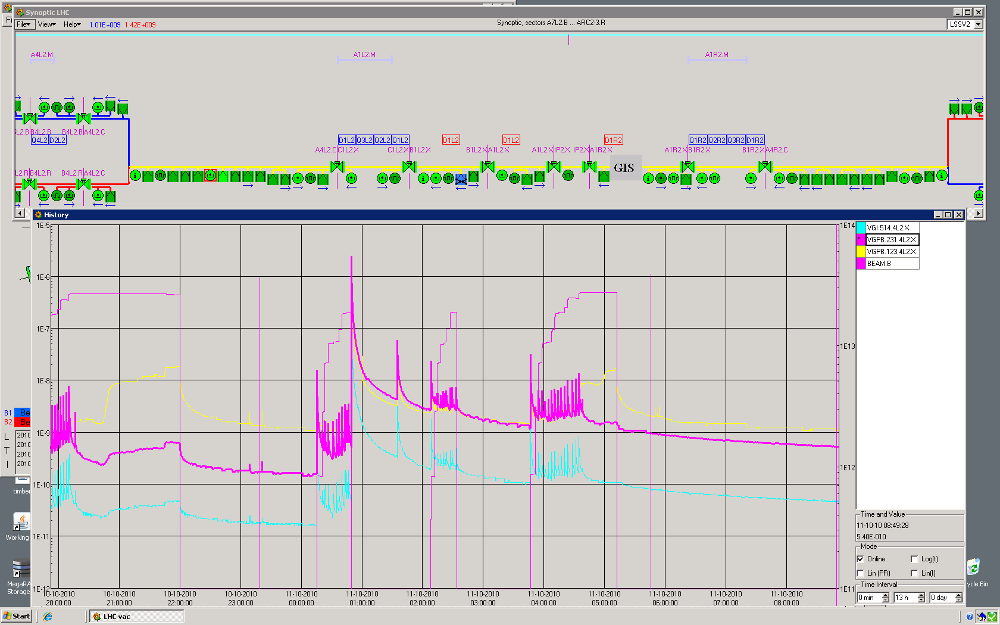 Fi
Synoptic LHC
File View Help 1.01E+009 1.42E+009 Synoptic, sectors A7L2.B ... ARC2-3.R LSSV2
A4L2.M A1L2.M A1R2.M
B4L2.B B4L2.B A4L2.C
Q4L2 D2L2 D1L2 Q3L2 Q2L2 Q1L2 D1L2 D1L2 D1R2 Q1R2 Q2R2 Q3R2 D1R2
A4L2.C C1L2.X C1L2.X B1L2.X B1L2.X A1L2.X A1L2.X IP2.X IP2.X A1R2.X A1R2.X B1R2.X B1R2.X A4R2.C
GIS
L2.R B4L2.R B4L2.R A4L2.C
History
1E-5 1E14
VGI.514.4L2.X
* VGPB.231.4L2.X
VGPB.123.4L2.X
BEAM.B
1E-6
1E-7
1E13
1E-8
B1 Be
B2 Be
1E-9
L 2010
2010
T 2010
I 2010
1E12
1E-10
timber
Time and Value
11-10-10 08:49:28
5.40E-010
1E-11
Working
Mode
Online Log(t)
Lin (PR) Lin(I)
MegaRA
Storage
cycle Bin
Time Interval
0 min 13 h 0 day
1E-12 1E11
10-10-2010 10-10-2010 10-10-2010 10-10-2010 11-10-2010 11-10-2010 11-10-2010 11-10-2010 11-10-2010 11-10-2010 11-10-2010 11-10-2010 11-10-2010
20:00:00 21:00:00 22:00:00 23:00:00 00:00:00 01:00:00 02:00:00 03:00:00 04:00:00 05:00:00 06:00:00 07:00:00 08:00:00
Start LHC vac